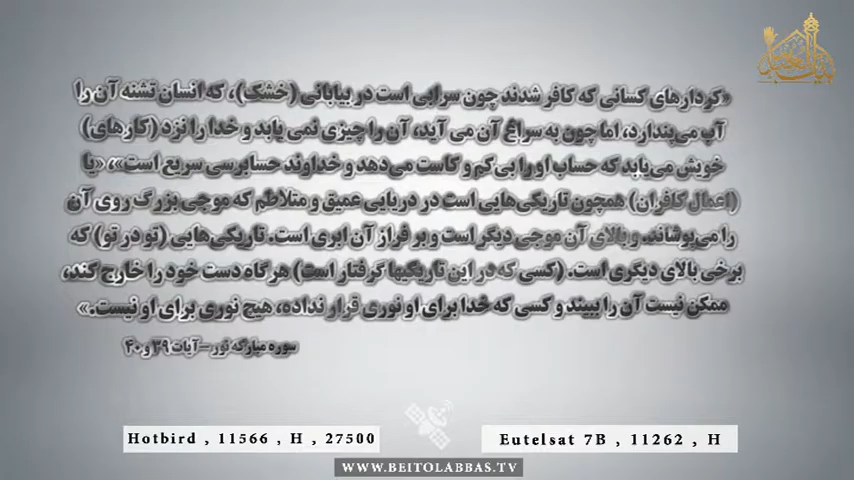 «کردارهای کسانی که کافر شدند چون سرابی است در بیابانی (خشک)، که انسان تشنه آن را
آب می‌پندارد، اما چون به سراغ آن می آید، آن را چیزی نمی یابد و خدا را نزد (کارهای)
خویش می‌یابد که حساب او را بی‌کم و کاست می‌دهد و خداوند حسابرسی سریع است»، «یا
(اعمال کافران) همچون تاریکی‌هایی است در دریایی عمیق و متلاطم که موجی بزرگ روی آن
را می‌پوشاند. و بالای آن موجی دیگر است و بر فراز آن ابری است. تاریکی‌هایی (تو در تو) که
برخی بالای دیگری است. (کسی که در این تاریکیها گرفتار است) هر گاه دست خود را خارج کند،
ممکن نیست آن را ببیند و کسی که خدا برای او نوری قرار نداده، هیچ نوری برای او نیست.»
سوره مبارکه نور – آیات ۳۹ و ۴۰
Hotbird , 11566 , H , 27500
Eutelsat 7B , 11262 , H
WWW.BEITOLABBAS.TV